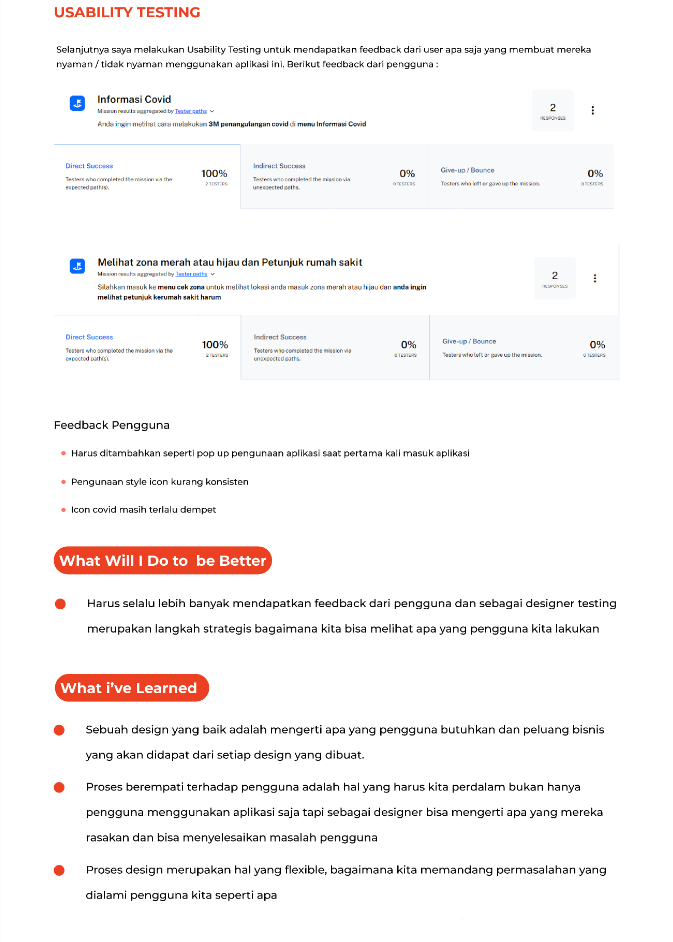 USABILITY TESTING
Selanjutnya saya melakukan Usability Testing untuk mendapatkan feedback dari user apa saja yang membuat mereka
nyaman / tidak nyaman menggunakan aplikasi ini. Berikut feedback dari pengguna :
Informasi Covid
Mission results aggregated by Tester paths
Anda ingin melihat cara melakukan 3M penangulangan covid di menu Informasi Covid
2
RESPONSES
Direct Success
Testers who completed the mission via the
expected path(s).
100%
2 TESTERS
Indirect Success
Testers who completed the mission via
unexpected paths.
0%
0 TESTERS
Give-up / Bounce
Testers who left or gave up the mission.
0%
0 TESTERS
Melihat zona merah atau hijau dan Petunjuk rumah sakit
Mission results aggregated by Tester paths
Silahkan masuk ke menu cek zona untuk melihat lokasi anda masuk zona merah atau hijau dan anda ingin
melihat petunjuk kerumah sakit harum
2
RESPONSES
Direct Success
Testers who completed the mission via the
expected path(s).
100%
2 TESTERS
Indirect Success
Testers who completed the mission via
unexpected paths.
0%
0 TESTERS
Give-up / Bounce
Testers who left or gave up the mission.
0%
0 TESTERS
Feedback Pengguna
Harus ditambahkan seperti pop up pengunaan aplikasi saat pertama kali masuk aplikasi
Pengunaan style icon kurang konsisten
Icon covid masih terlalu dempet
What Will I Do to be Better
Harus selalu lebih banyak mendapatkan feedback dari pengguna dan sebagai designer testing
merupakan langkah strategis bagaimana kita bisa melihat apa yang pengguna kita lakukan
What i've Learned
Sebuah design yang baik adalah mengerti apa yang pengguna butuhkan dan peluang bisnis
yang akan didapat dari setiap design yang dibuat.
Proses berempati terhadap pengguna adalah hal yang harus kita perdalam bukan hanya
pengguna menggunakan aplikasi saja tapi sebagai designer bisa mengerti apa yang mereka
rasakan dan bisa menyelesaikan masalah pengguna
Proses design merupakan hal yang flexible, bagaimana kita memandang permasalahan yang
dialami pengguna kita seperti apa